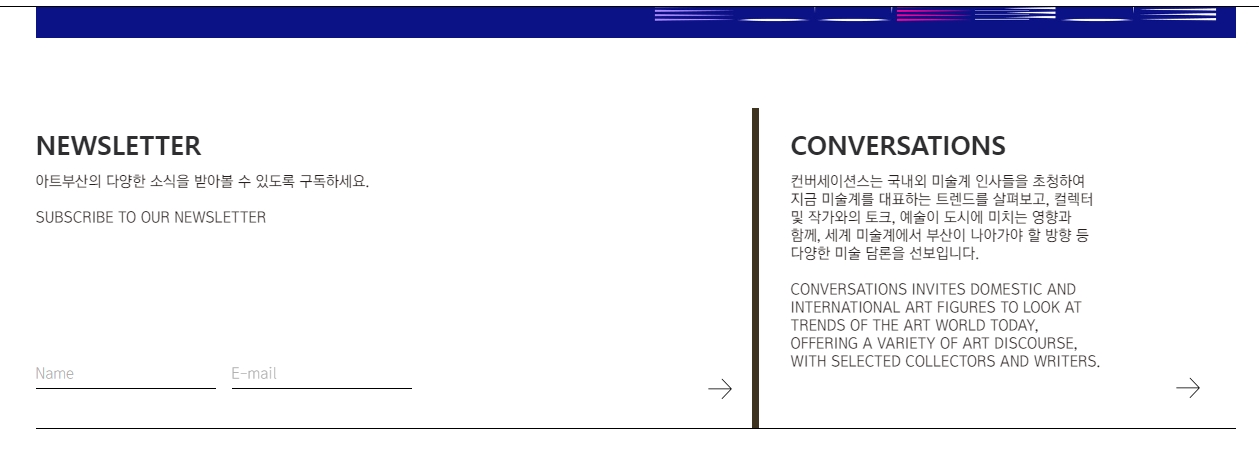 NEWSLETTER
아트부산의 다양한 소식을 받아볼 수 있도록 구독하세요.
SUBSCRIBE TO OUR NEWSLETTER
Name
E-mail
CONVERSATIONS
컨버세이션스는 국내외 미술계 인사들을 초청하여
지금 미술계를 대표하는 트렌드를 살펴보고, 컬렉터
및 작가와의 토크, 예술이 도시에 미치는 영향과
함께, 세계 미술계에서 부산이 나아가야 할 방향 등
다양한 미술 담론을 선보입니다.
CONVERSATIONS INVITES DOMESTIC AND
INTERNATIONAL ART FIGURES TO LOOK AT
TRENDS OF THE ART WORLD TODAY,
OFFERING A VARIETY OF ART DISCOURSE,
WITH SELECTED COLLECTORS AND WRITERS.